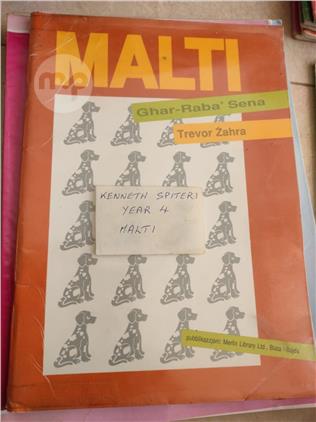 MALTI
Għar-Raba' Sena
Trevor Żahra
KENNETH SPITERI
YEAR 4
MALTI
pubblikazzjoni: Merlin Library Ltd., Blata l-Bajda